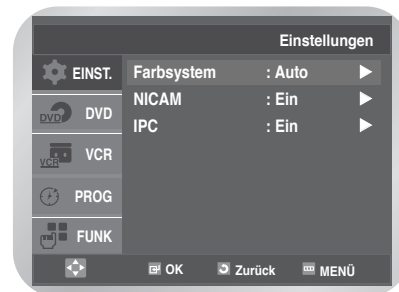 Einstellungen
EINST.
Farbsystem : Auto
NICAM : Ein
IPC : Ein
DVD DVD
VCR VCR
PROG
FUNK
OK Zurück MENÜ